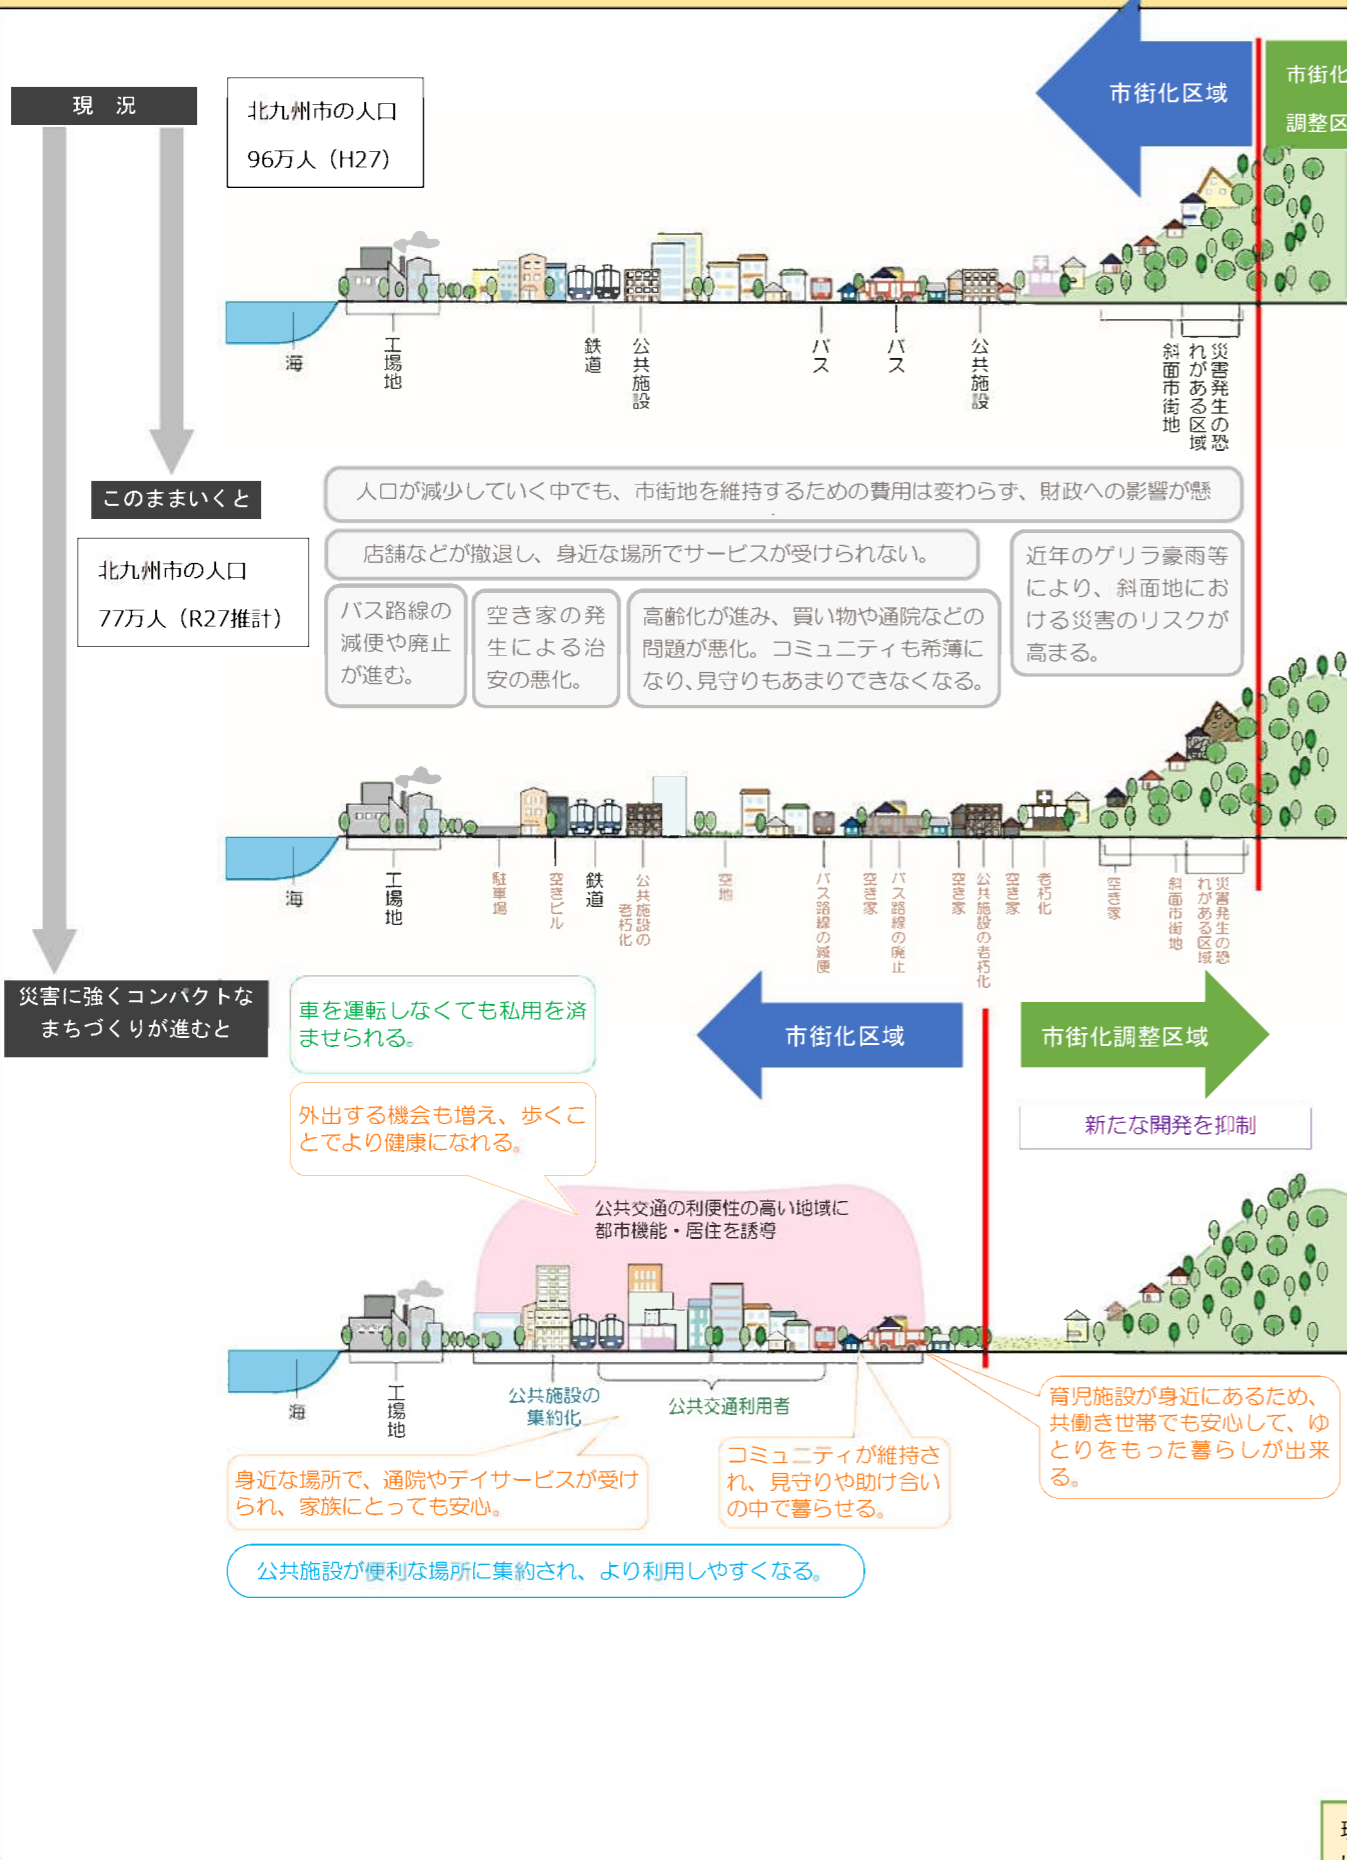 市街化区域
市街化
調整区
現　況
北九州市の人口
96万人（H27）
海
工場地
鉄道
公共施設
バス
バス
公共施設
斜面市街地
災害発生の恐
れがある区域
このままいくと
人口が減少していく中でも、市街地を維持するための費用は変わらず、財政への影響が懸
北九州市の人口
77万人（R27推計）
店舗などが撤退し、身近な場所でサービスが受けられない。
バス路線の
減便や廃止
が進む。
空き家の発
生による治
安の悪化。
高齢化が進み、買い物や通院などの
問題が悪化。コミュニティも希薄に
なり、見守りもあまりできなくなる。
近年のゲリラ豪雨等
により、斜面地にお
ける災害のリスクが
高まる。
海
工場地
駐車場
空きビル
鉄道
公共施設の
老朽化
空地
バス路線の減便
空き家
バス路線の廃止
空き家
公共施設の老朽化
空き家
老朽化
空き家
斜面市街地
災害発生の恐
れがある区域
災害に強くコンパクトな
まちづくりが進むと
車を運転しなくても私用を済
ませられる。
市街化区域
市街化調整区域
外出する機会も増え、歩くこ
とでより健康になれる。
新たな開発を抑制
公共交通の利便性の高い地域に
都市機能・居住を誘導
海
工場地
公共施設の
集約化
公共交通利用者
身近な場所で、通院やデイサービスが受け
られ、家族にとっても安心。
コミュニティが維持さ
れ、見守りや助け合い
の中で暮らせる。
育児施設が身近にあるため、
共働き世帯でも安心して、ゆ
とりをもった暮らしが出来
る。
公共施設が便利な場所に集約され、より利用しやすくなる。